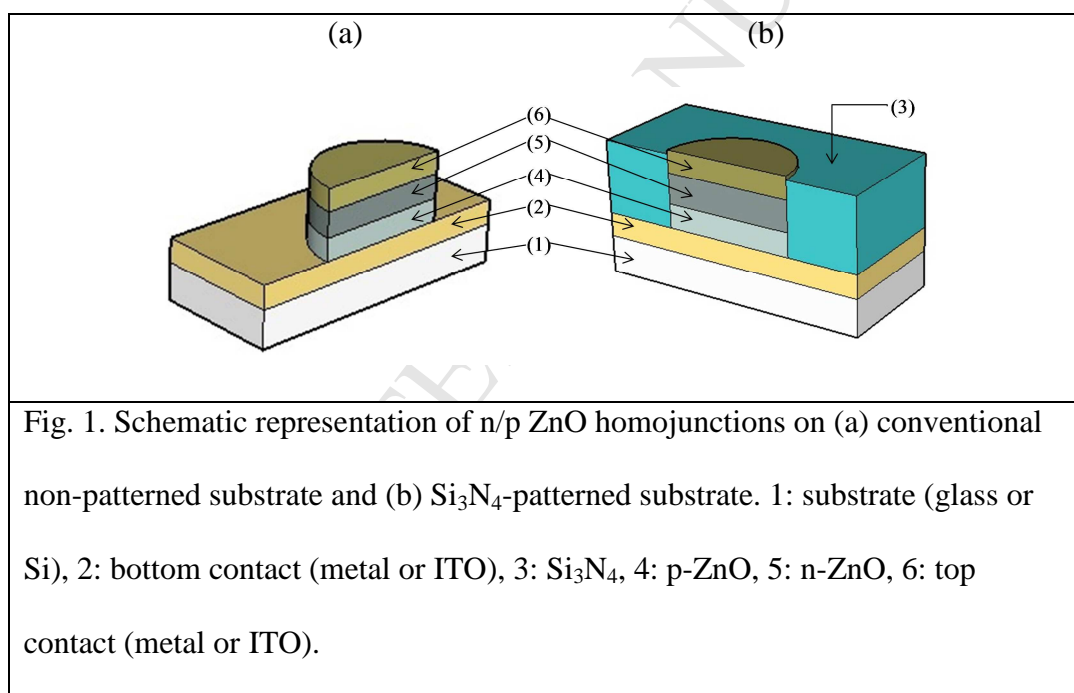 (a) (b)
(6) (3)
(5)
(4)
(2)
(1)
Fig. 1. Schematic representation of n/p ZnO homojunctions on (a) conventional
non-patterned substrate and (b) Si₃N₄-patterned substrate. 1: substrate (glass or
Si), 2: bottom contact (metal or ITO), 3: Si₃N₄, 4: p-ZnO, 5: n-ZnO, 6: top
contact (metal or ITO).